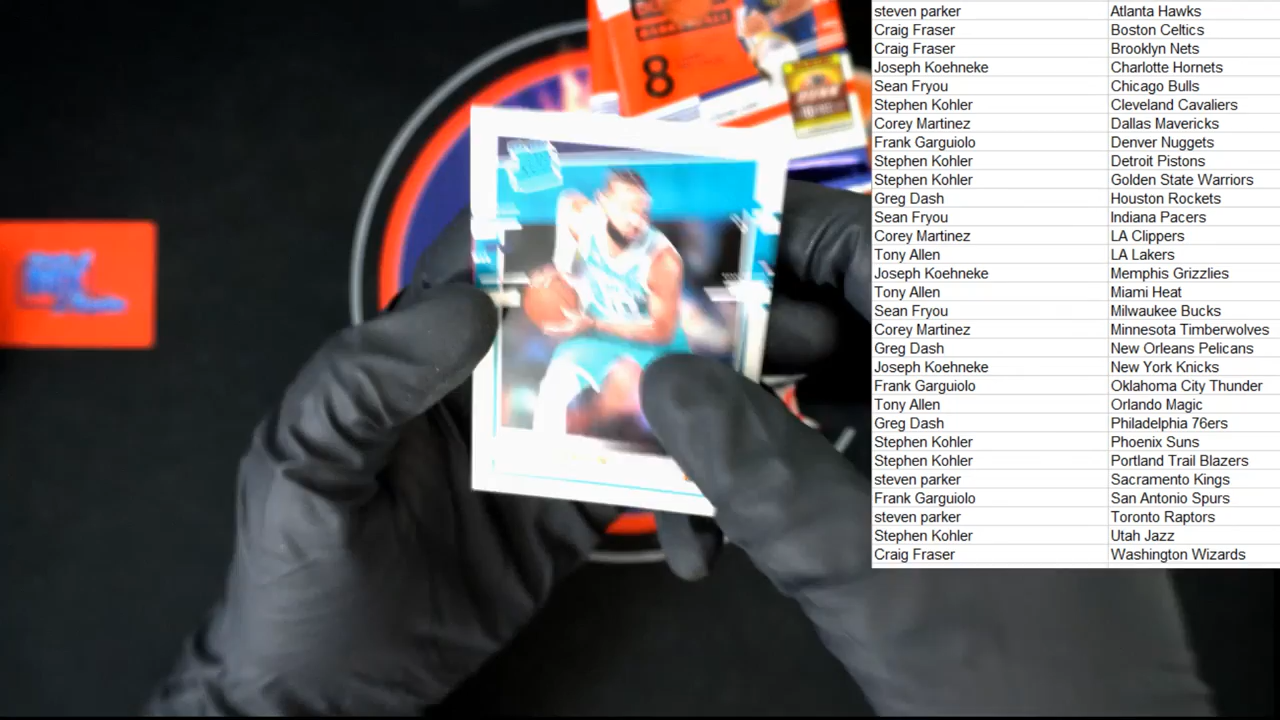 steven parker Atlanta Hawks
Craig Fraser Boston Celtics
Craig Fraser Brooklyn Nets
Joseph Koehneke Charlotte Hornets
Sean Fryou Chicago Bulls
Stephen Kohler Cleveland Cavaliers
Corey Martinez Dallas Mavericks
Frank Garguiolo Denver Nuggets
Stephen Kohler Detroit Pistons
Stephen Kohler Golden State Warriors
Greg Dash Houston Rockets
Sean Fryou Indiana Pacers
Corey Martinez LA Clippers
Tony Allen LA Lakers
Joseph Koehneke Memphis Grizzlies
Tony Allen Miami Heat
Sean Fryou Milwaukee Bucks
Corey Martinez Minnesota Timberwolves
Greg Dash New Orleans Pelicans
Joseph Koehneke New York Knicks
Frank Garguiolo Oklahoma City Thunder
Tony Allen Orlando Magic
Greg Dash Philadelphia 76ers
Stephen Kohler Phoenix Suns
Stephen Kohler Portland Trail Blazers
steven parker Sacramento Kings
Frank Garguiolo San Antonio Spurs
steven parker Toronto Raptors
Stephen Kohler Utah Jazz
Craig Fraser Washington Wizards
8